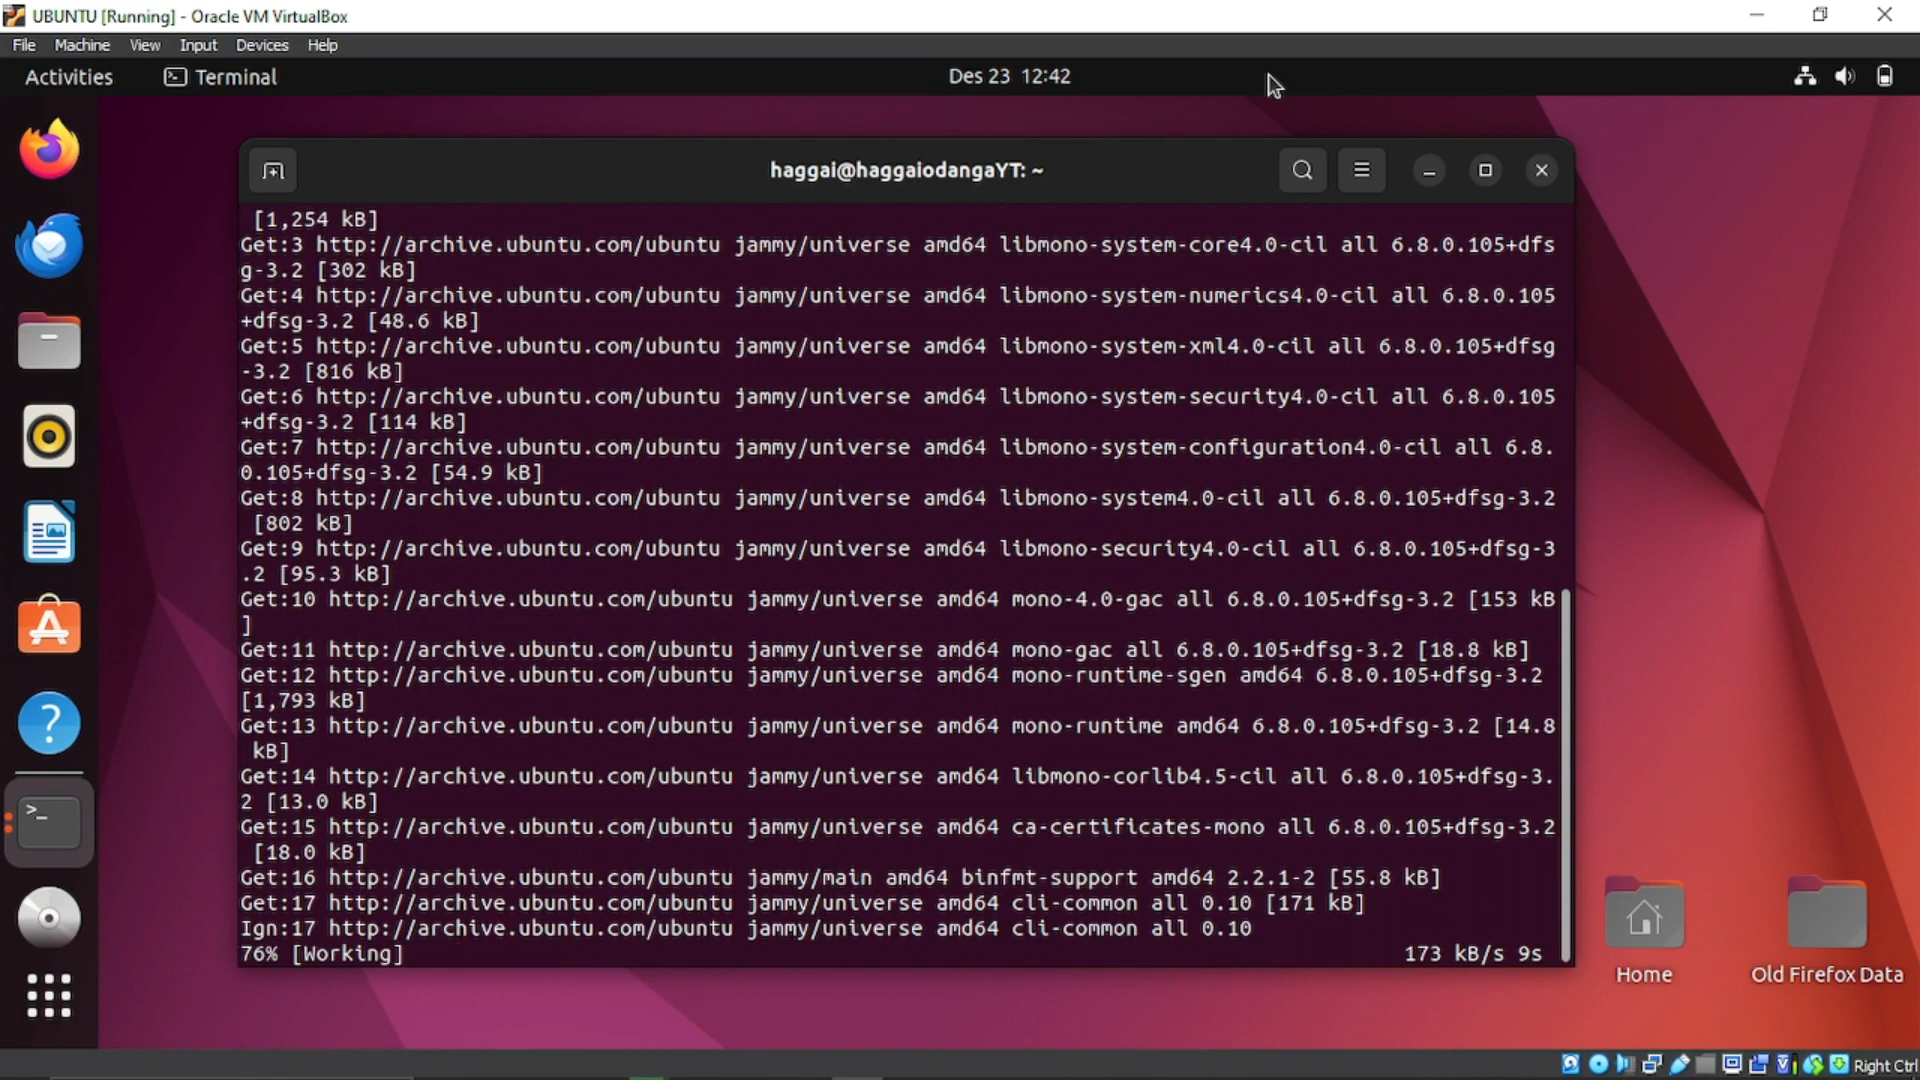 UBUNTU [Running] - Oracle VM VirtualBox
File Machine View Input Devices Help
Activities Terminal Des 23 12:42
haggai@haggaiodangaYT: ~
[1,254 kB]
Get:3 http://archive.ubuntu.com/ubuntu jammy/universe amd64 libmono-system-core4.0-cil all 6.8.0.105+dfs
g-3.2 [302 kB]
Get:4 http://archive.ubuntu.com/ubuntu jammy/universe amd64 libmono-system-numerics4.0-cil all 6.8.0.105
+dfsg-3.2 [48.6 kB]
Get:5 http://archive.ubuntu.com/ubuntu jammy/universe amd64 libmono-system-xml4.0-cil all 6.8.0.105+dfsg
-3.2 [816 kB]
Get:6 http://archive.ubuntu.com/ubuntu jammy/universe amd64 libmono-system-security4.0-cil all 6.8.0.105
+dfsg-3.2 [114 kB]
Get:7 http://archive.ubuntu.com/ubuntu jammy/universe amd64 libmono-system-configuration4.0-cil all 6.8.
0.105+dfsg-3.2 [54.9 kB]
Get:8 http://archive.ubuntu.com/ubuntu jammy/universe amd64 libmono-system4.0-cil all 6.8.0.105+dfsg-3.2
[802 kB]
Get:9 http://archive.ubuntu.com/ubuntu jammy/universe amd64 libmono-security4.0-cil all 6.8.0.105+dfsg-3
.2 [95.3 kB]
Get:10 http://archive.ubuntu.com/ubuntu jammy/universe amd64 mono-4.0-gac all 6.8.0.105+dfsg-3.2 [153 kB
]
Get:11 http://archive.ubuntu.com/ubuntu jammy/universe amd64 mono-gac all 6.8.0.105+dfsg-3.2 [18.8 kB]
Get:12 http://archive.ubuntu.com/ubuntu jammy/universe amd64 mono-runtime-sgen amd64 6.8.0.105+dfsg-3.2
[1,793 kB]
Get:13 http://archive.ubuntu.com/ubuntu jammy/universe amd64 mono-runtime amd64 6.8.0.105+dfsg-3.2 [14.8
kB]
Get:14 http://archive.ubuntu.com/ubuntu jammy/universe amd64 libmono-corlib4.5-cil all 6.8.0.105+dfsg-3.
2 [13.0 kB]
Get:15 http://archive.ubuntu.com/ubuntu jammy/universe amd64 ca-certificates-mono all 6.8.0.105+dfsg-3.2
[18.0 kB]
Get:16 http://archive.ubuntu.com/ubuntu jammy/main amd64 binfmt-support amd64 2.2.1-2 [55.8 kB]
Get:17 http://archive.ubuntu.com/ubuntu jammy/universe amd64 cli-common all 0.10 [171 kB]
Ign:17 http://archive.ubuntu.com/ubuntu jammy/universe amd64 cli-common all 0.10
76% [Working] 173 kB/s 9s
Home
Old Firefox Data
Right Ctrl